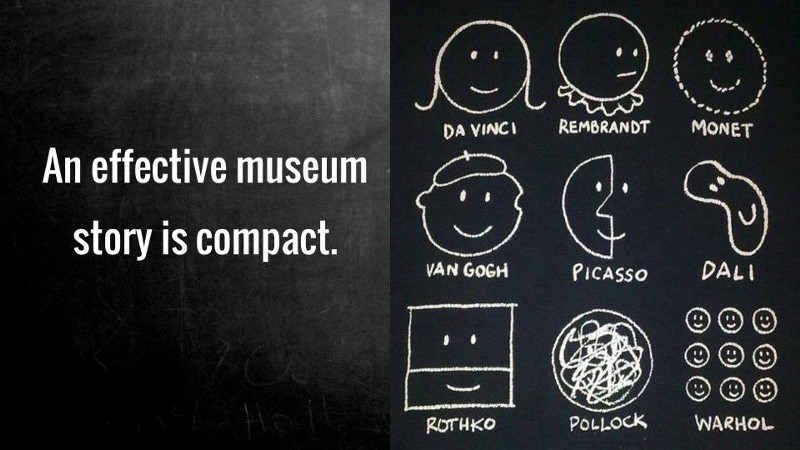 An effective museum
story is compact.
DA VINCI
REMBRANDT
MONET
VAN GOGH
PICASSO
DALI
ROTHKO
POLLOCK
WARHOL